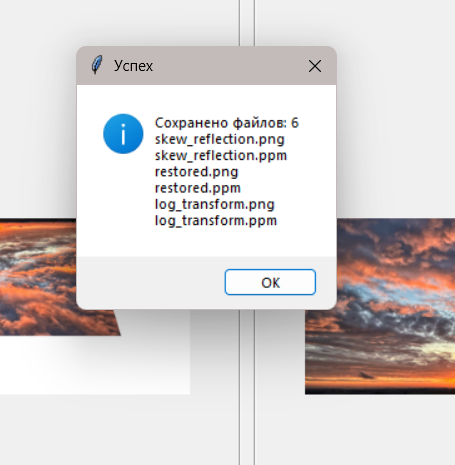 Успех
Сохранено файлов: 6
skew_reflection.png
skew_reflection.ppm
restored.png
restored.ppm
log_transform.png
log_transform.ppm
OK